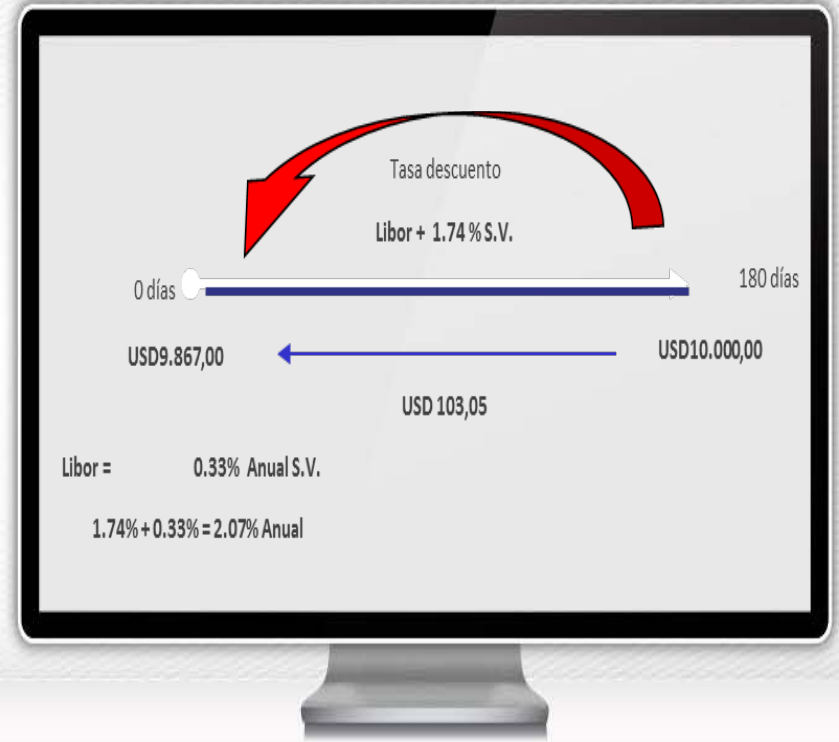 Tasa descuento
Libor + 1.74 % S.V.
0 días
180 días
USD9.867,00
USD10.000,00
USD 103,05
Libor = 0.33% Anual S.V.
1.74% + 0.33% = 2.07% Anual